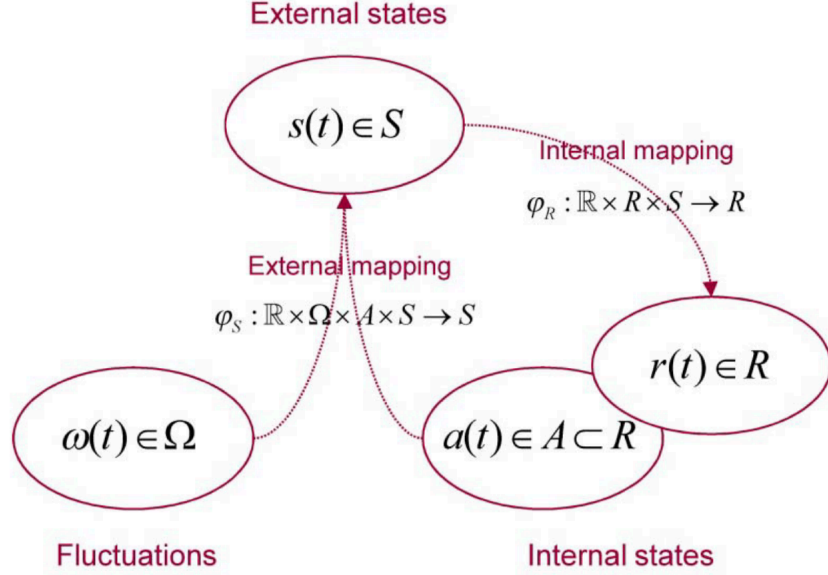 External states
s(t) ∈ S
Internal mapping
φ_R : ℝ × R × S → R
External mapping
φ_S : ℝ × Ω × A × S → S
r(t) ∈ R
ω(t) ∈ Ω
a(t) ∈ A ⊂ R
Fluctuations
Internal states